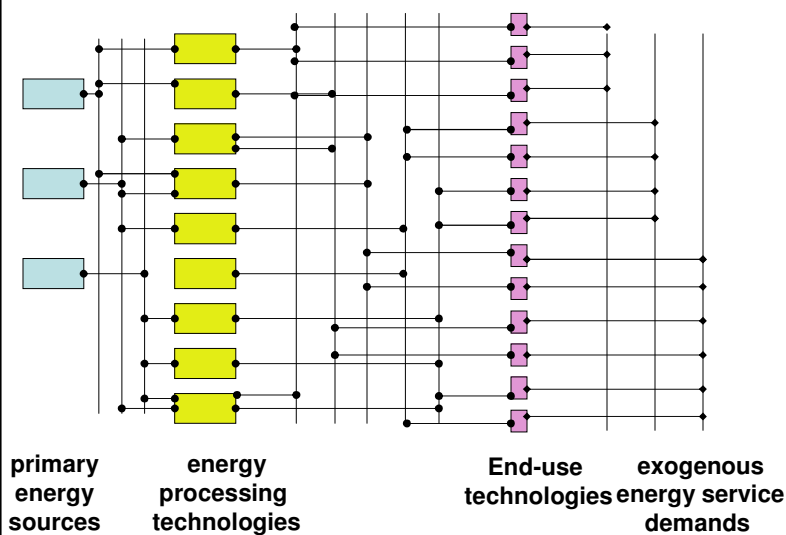 primary
energy
sources
energy
processing
technologies
End-use
technologies
exogenous
energy service
demands